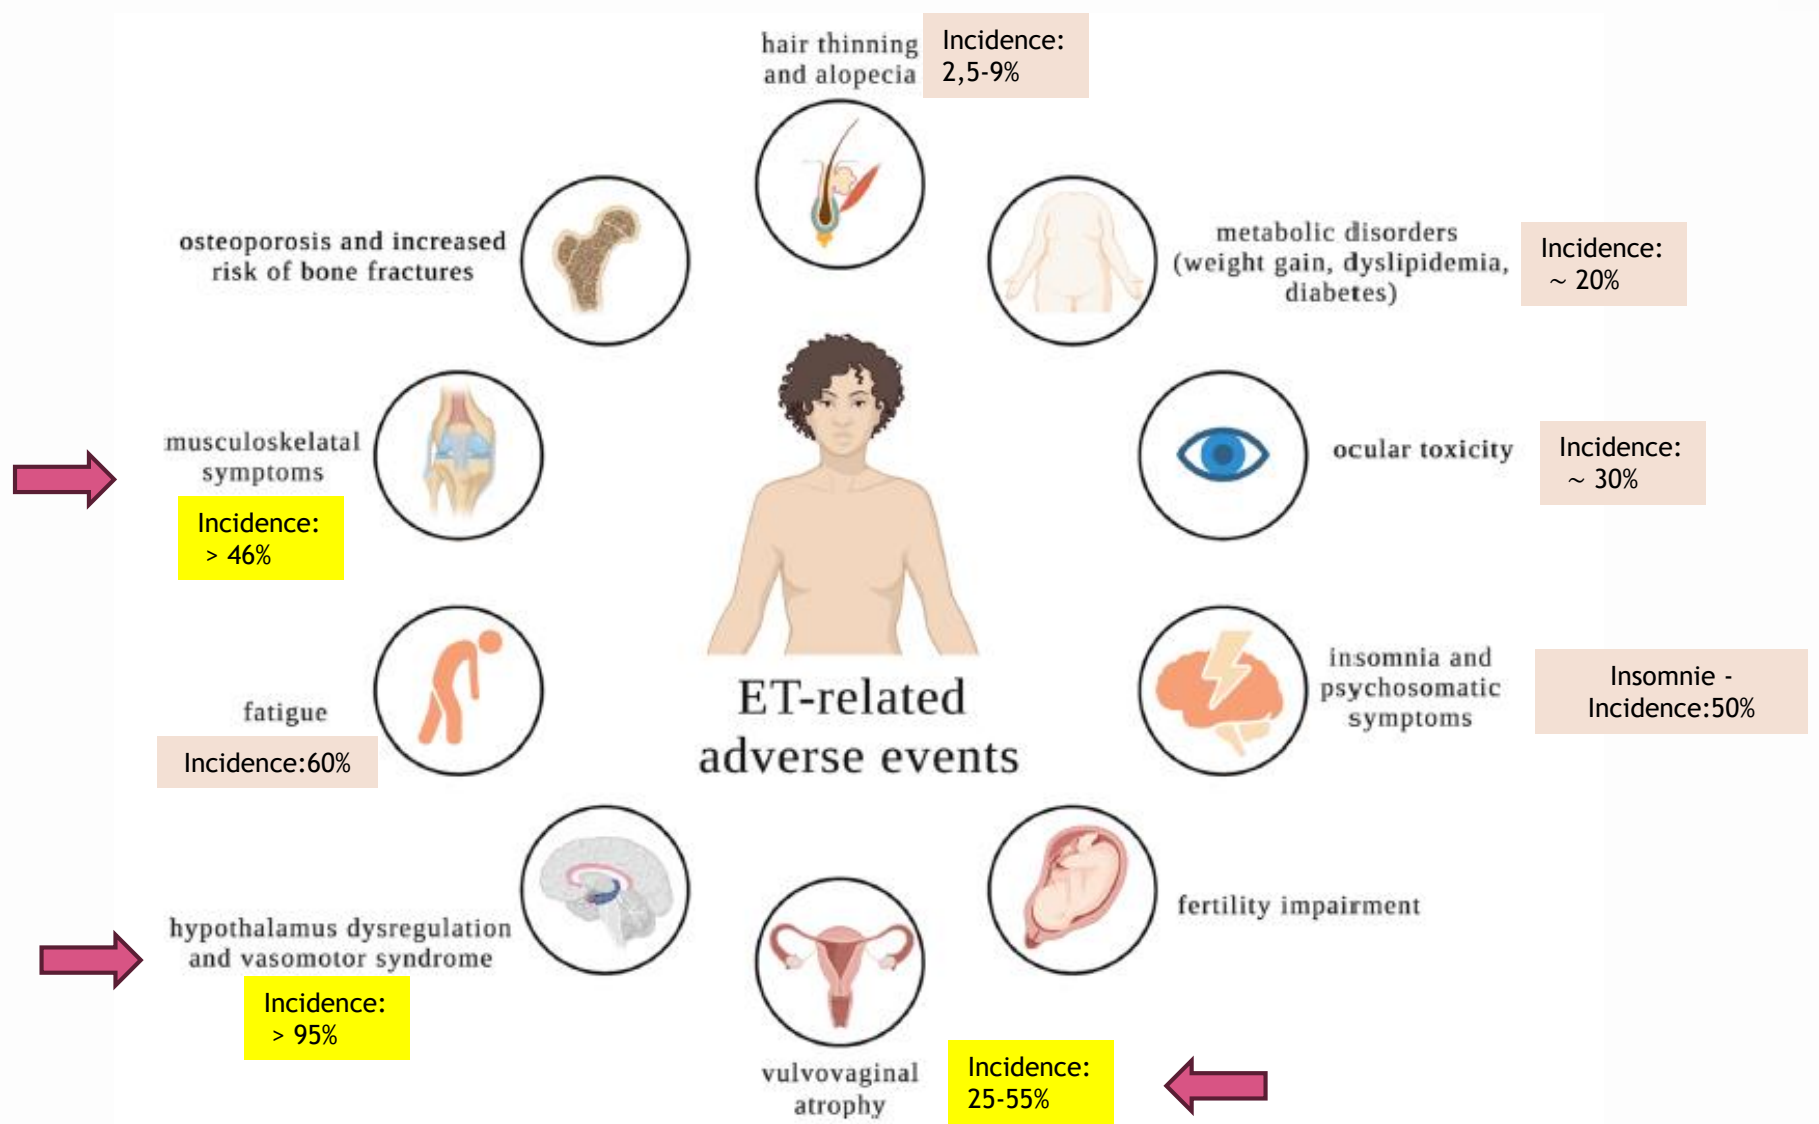 hair thinning
and alopecia
Incidence:
2,5-9%
osteoporosis and increased
risk of bone fractures
metabolic disorders
(weight gain, dyslipidemia,
diabetes)
Incidence:
~ 20%
musculoskelatal
symptoms
Incidence:
> 46%
ocular toxicity
Incidence:
~ 30%
fatigue
Incidence:60%
ET-related
adverse events
insomnia and
psychosomatic
symptoms
Insomnie -
Incidence:50%
hypothalamus dysregulation
and vasomotor syndrome
Incidence:
> 95%
fertility impairment
vulvovaginal
atrophy
Incidence:
25-55%